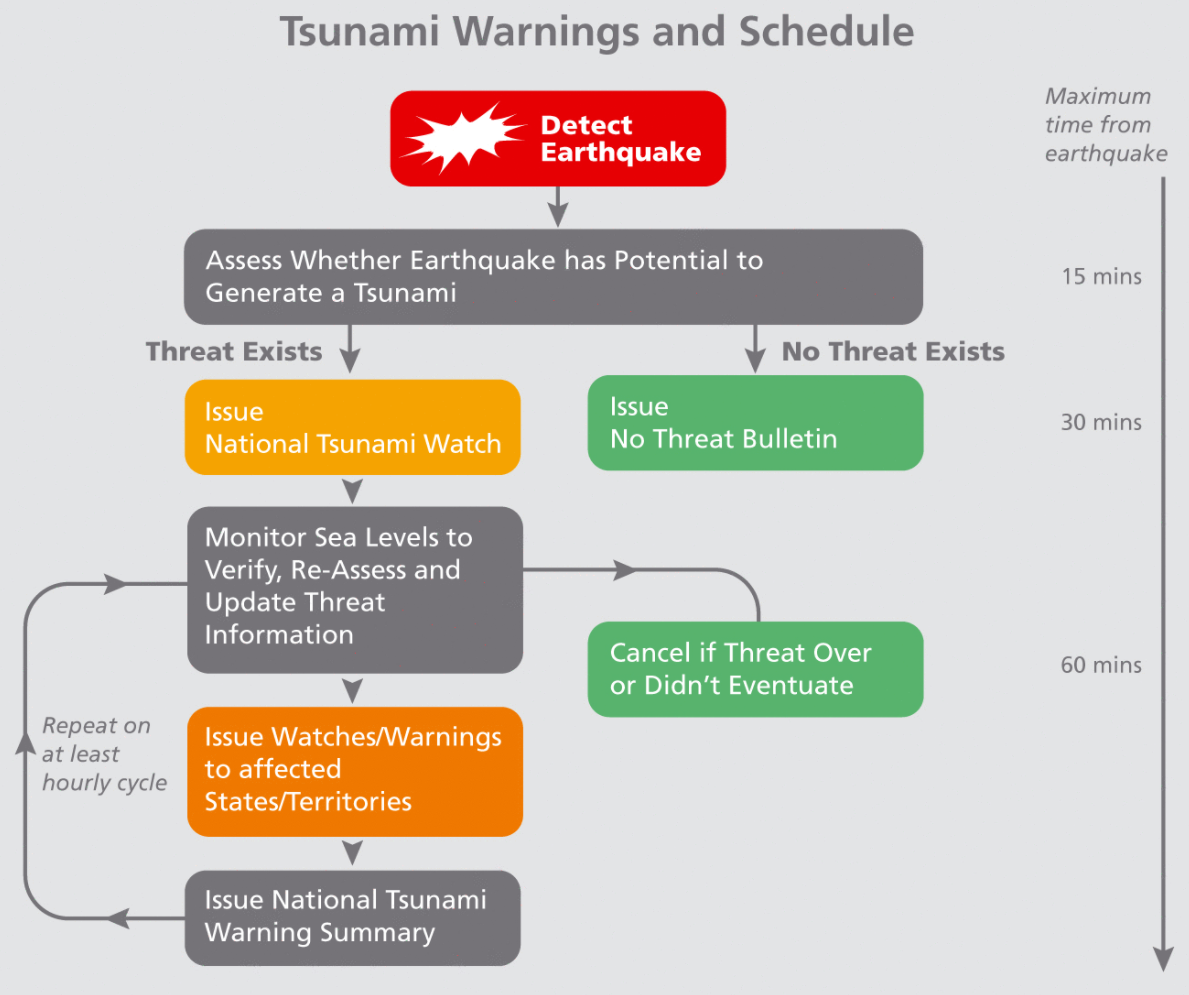 Tsunami Warnings and Schedule
Maximum
time from
earthquake
Detect
Earthquake
Assess Whether Earthquake has Potential to
Generate a Tsunami
15 mins
Threat Exists
No Threat Exists
Issue
National Tsunami Watch
Issue
No Threat Bulletin
30 mins
Monitor Sea Levels to
Verify, Re-Assess and
Update Threat
Information
Cancel if Threat Over
or Didn't Eventuate
60 mins
Repeat on
at least
hourly cycle
Issue Watches/Warnings
to affected
States/Territories
Issue National Tsunami
Warning Summary